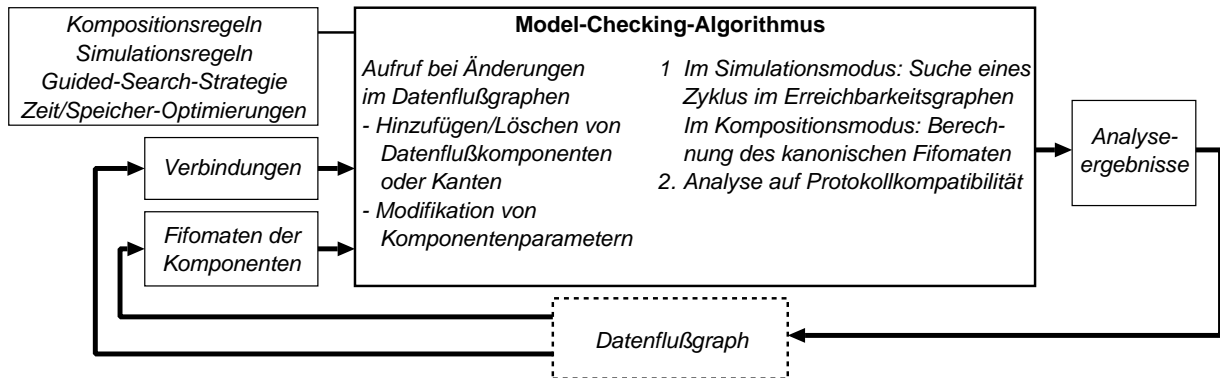 Kompositionsregeln
Simulationsregeln
Guided-Search-Strategie
Zeit/Speicher-Optimierungen
Model-Checking-Algorithmus
Aufruf bei Änderungen
im Datenflußgraphen
- Hinzufügen/Löschen von
Datenflußkomponenten
oder Kanten
- Modifikation von
Komponentenparametern
1 Im Simulationsmodus: Suche eines
Zyklus im Erreichbarkeitsgraphen
Im Kompositionsmodus: Berech-
nung des kanonischen Fifomaten
2. Analyse auf Protokollkompatibilität
Verbindungen
Fifomaten der
Komponenten
Analyse-
ergebnisse
Datenflußgraph